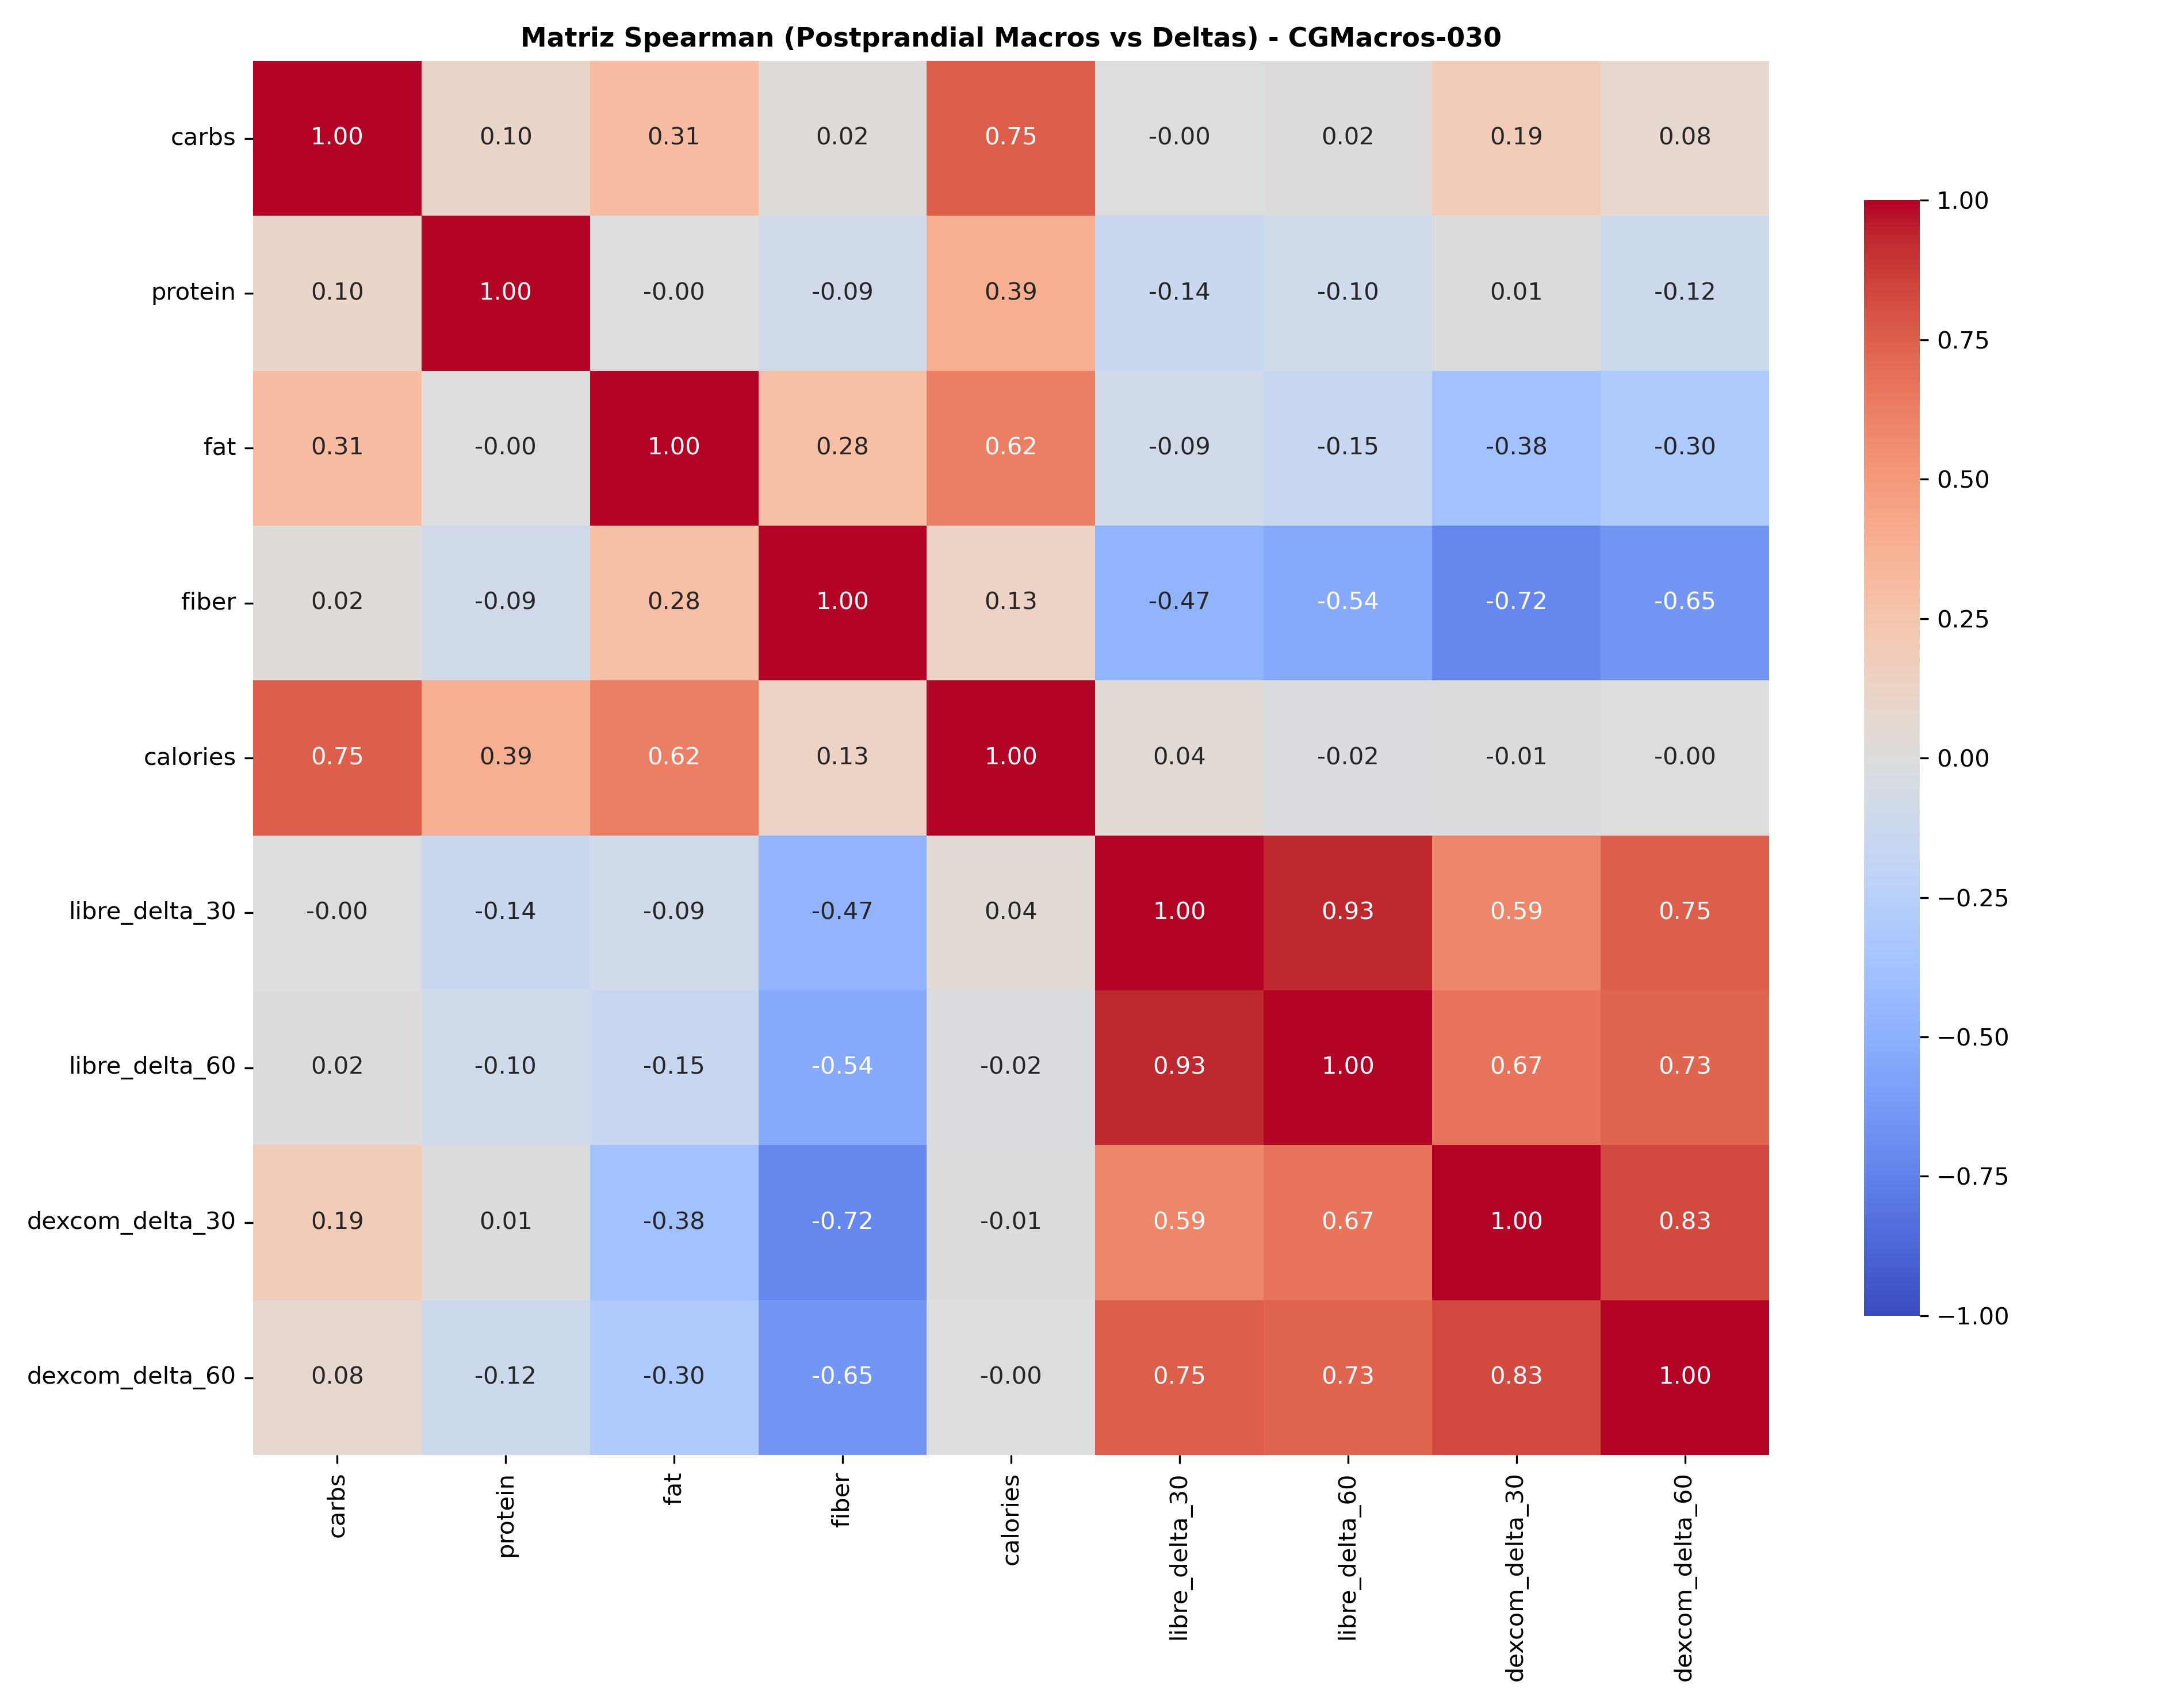 Matriz Spearman (Postprandial Macros vs Deltas) - CGMacros-030
carbs 1.00 0.10 0.31 0.02 0.75 -0.00 0.02 0.19 0.08
protein 0.10 1.00 -0.00 -0.09 0.39 -0.14 -0.10 0.01 -0.12
fat 0.31 -0.00 1.00 0.28 0.62 -0.09 -0.15 -0.38 -0.30
fiber 0.02 -0.09 0.28 1.00 0.13 -0.47 -0.54 -0.72 -0.65
calories 0.75 0.39 0.62 0.13 1.00 0.04 -0.02 -0.01 -0.00
libre_delta_30 -0.00 -0.14 -0.09 -0.47 0.04 1.00 0.93 0.59 0.75
libre_delta_60 0.02 -0.10 -0.15 -0.54 -0.02 0.93 1.00 0.67 0.73
dexcom_delta_30 0.19 0.01 -0.38 -0.72 -0.01 0.59 0.67 1.00 0.83
dexcom_delta_60 0.08 -0.12 -0.30 -0.65 -0.00 0.75 0.73 0.83 1.00
carbs
protein
fat
fiber
calories
libre_delta_30
libre_delta_60
dexcom_delta_30
dexcom_delta_60
1.00
0.75
0.50
0.25
0.00
−0.25
−0.50
−0.75
−1.00